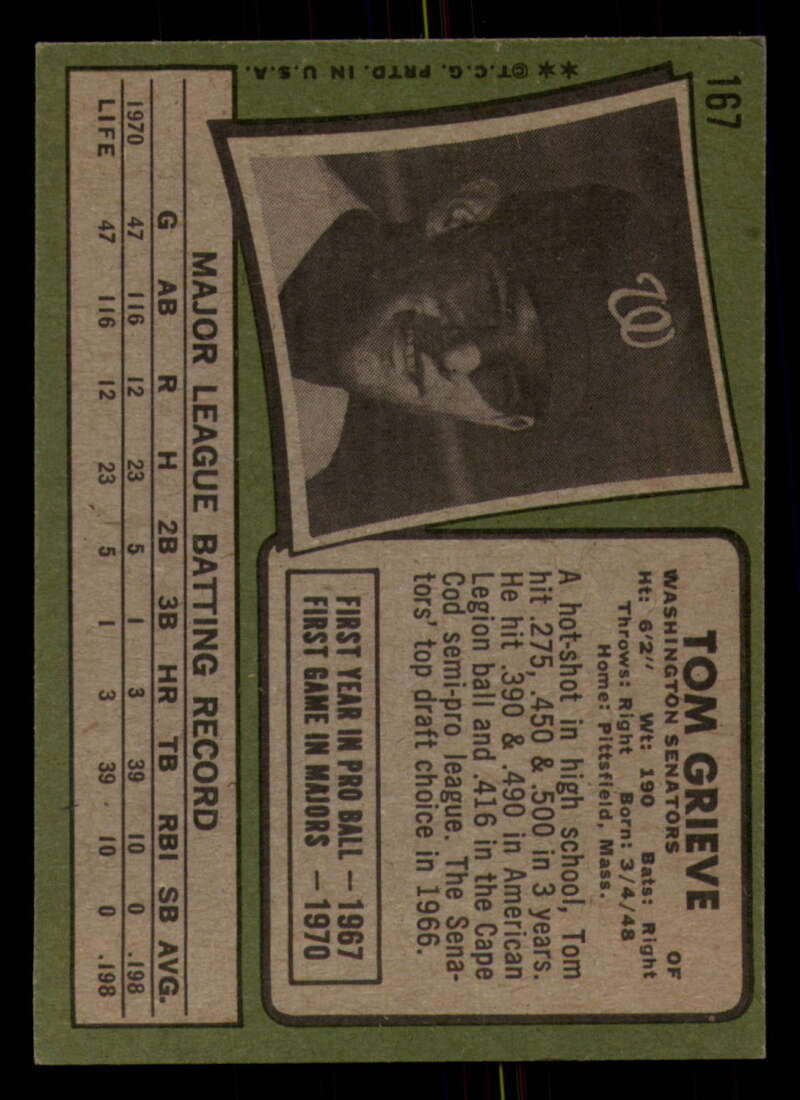 167
**©T.C.G. PRTD. IN U.S.A.
W
TOM GRIEVE
OF
WASHINGTON SENATORS
Ht: 6'2" Wt: 190 Bats: Right
Throws: Right Born: 3/4/48
Home: Pittsfield, Mass.
A hot-shot in high school, Tom
hit .275, .450 & .500 in 3 years.
He hit .390 & .490 in American
Legion ball and .416 in the Cape
Cod semi-pro league. The Sena-
tors' top draft choice in 1966.
FIRST YEAR IN PRO BALL — 1967
FIRST GAME IN MAJORS — 1970
MAJOR LEAGUE BATTING RECORD
G AB R H 2B 3B HR TB RBI SB AVG.
1970 47 116 12 23 5 1 3 39 10 0 .198
LIFE 47 116 12 23 5 1 3 39 10 0 .198